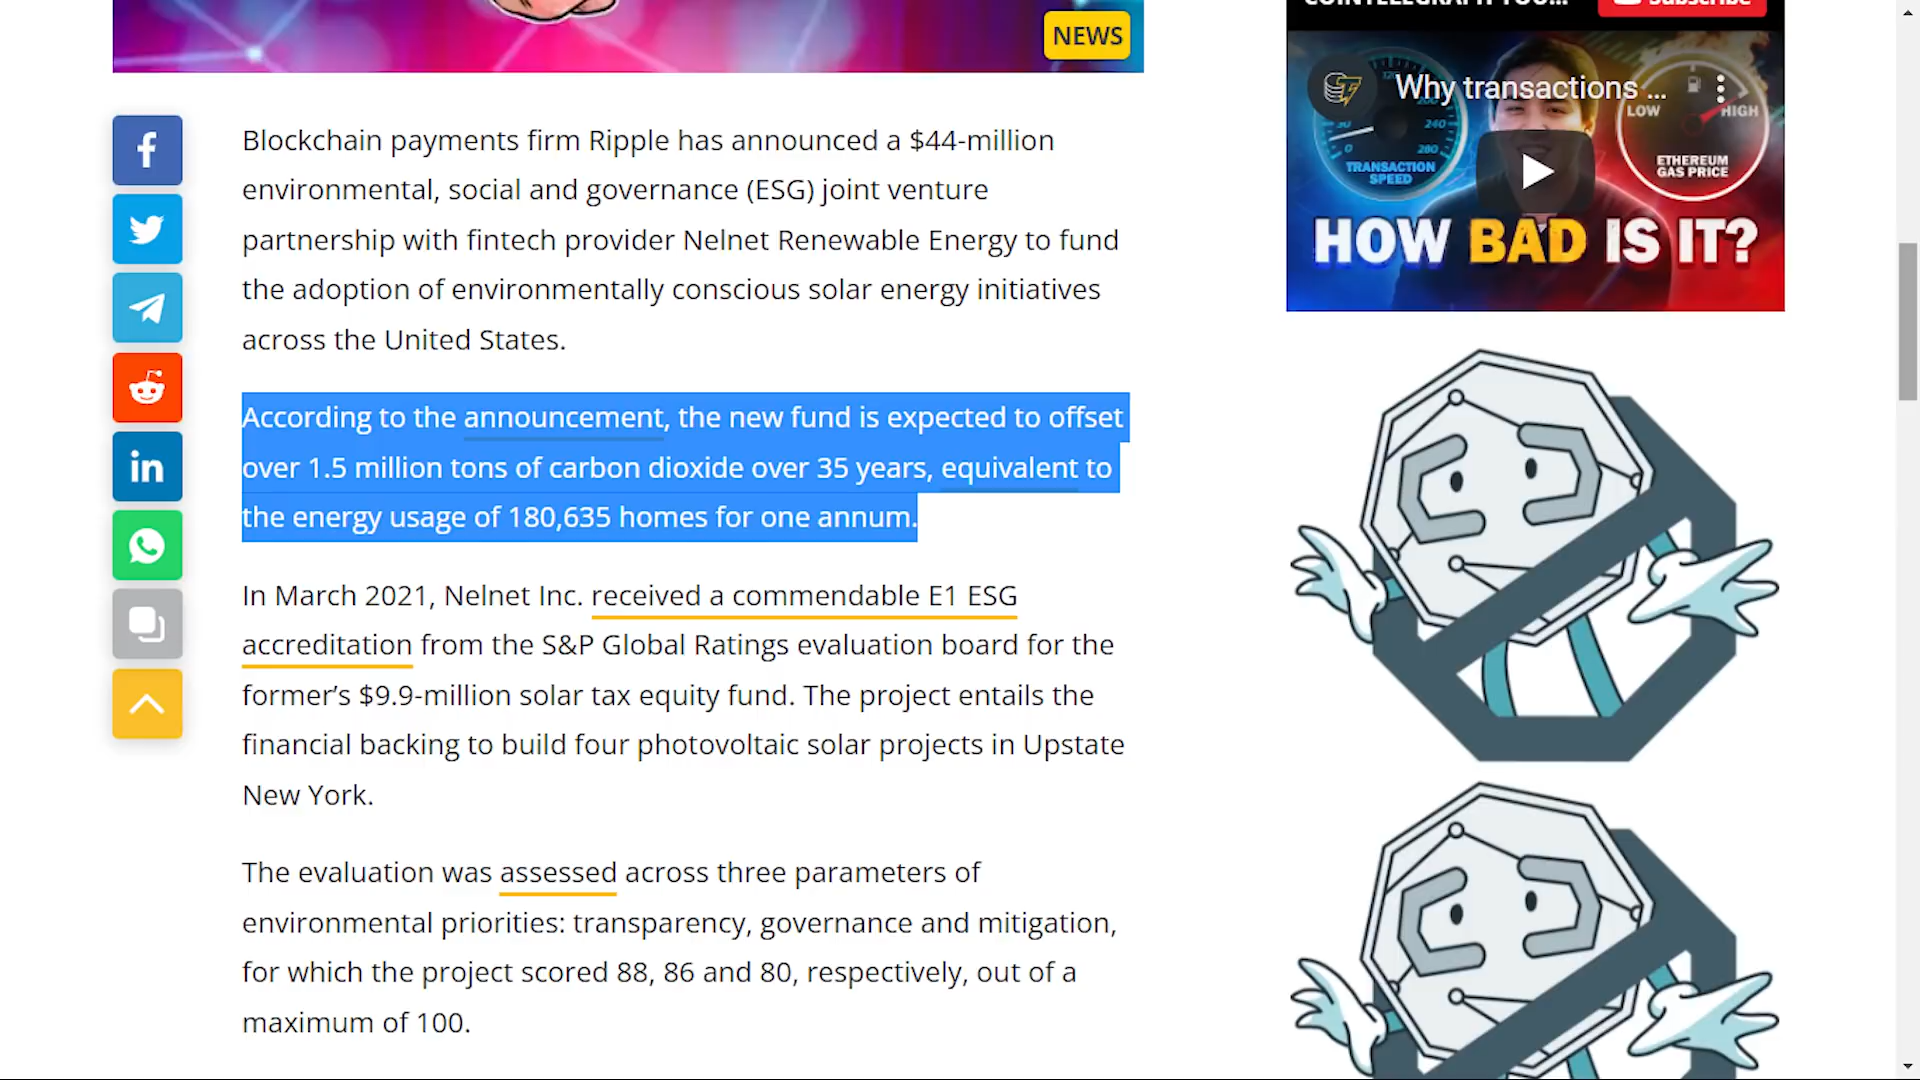 NEWS
Blockchain payments firm Ripple has announced a $44-million
environmental, social and governance (ESG) joint venture
partnership with fintech provider Nelnet Renewable Energy to fund
the adoption of environmentally conscious solar energy initiatives
across the United States.
According to the announcement, the new fund is expected to offset
over 1.5 million tons of carbon dioxide over 35 years, equivalent to
the energy usage of 180,635 homes for one annum.
In March 2021, Nelnet Inc. received a commendable E1 ESG
accreditation from the S&P Global Ratings evaluation board for the
former’s $9.9-million solar tax equity fund. The project entails the
financial backing to build four photovoltaic solar projects in Upstate
New York.
The evaluation was assessed across three parameters of
environmental priorities: transparency, governance and mitigation,
for which the project scored 88, 86 and 80, respectively, out of a
maximum of 100.
COINTELEGRAPH YOU...
Subscribe
Why transactions ...
240
280
0
TRANSACTION
SPEED
LOW
HIGH
ETHEREUM
GAS PRICE
HOW BAD IS IT?